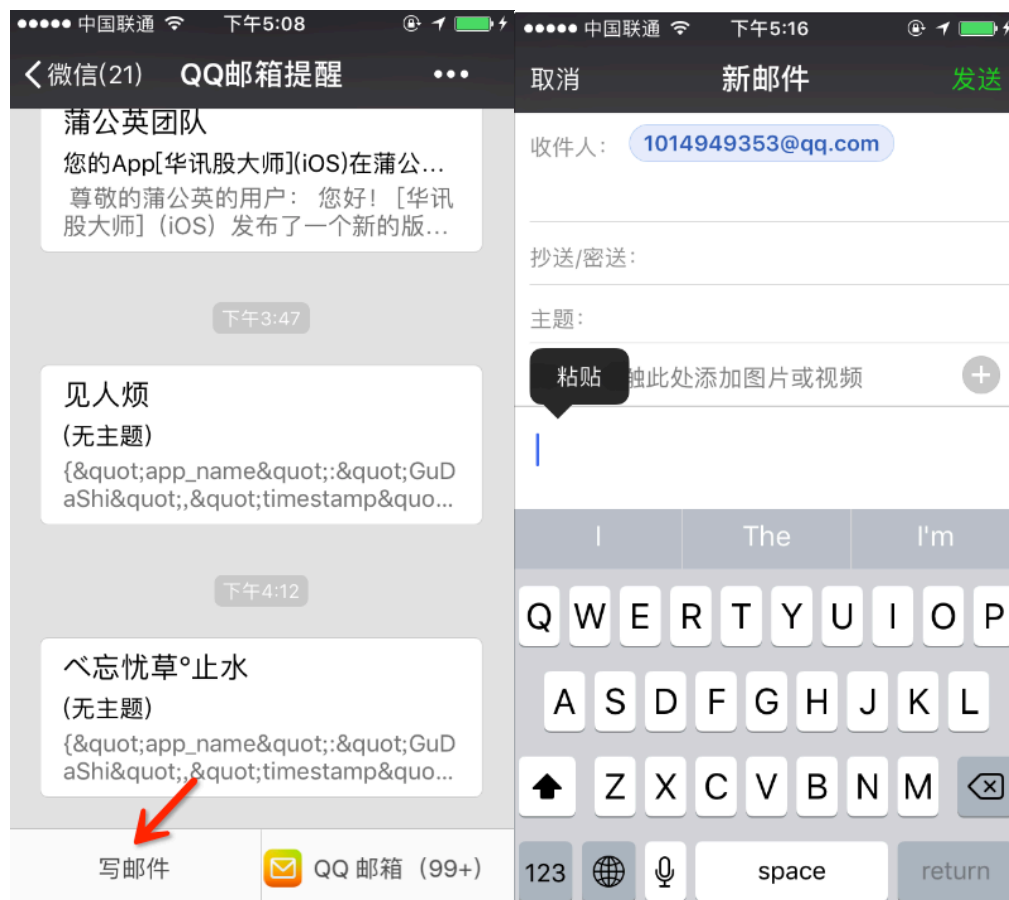 中国联通 下午5:08
微信(21) QQ邮箱提醒
蒲公英团队
您的App[华讯股大师](iOS)在蒲公...
尊敬的蒲公英的用户： 您好！［华讯
股大师］（iOS）发布了一个新的版...
下午3:47
见人烦
(无主题)
{&quot;app_name&quot;:&quot;GuD
aShi&quot;,&quot;timestamp&quo...
下午4:12
べ忘忧草°止水
(无主题)
{&quot;app_name&quot;:&quot;GuD
aShi&quot;,&quot;timestamp&quo...
写邮件 QQ 邮箱（99+）
中国联通 下午5:16
取消 新邮件 发送
收件人： 1014949353@qq.com
抄送/密送：
主题：
粘贴 触此处添加图片或视频
I The I'm
Q W E R T Y U I O P
A S D F G H J K L
Z X C V B N M
123 space return